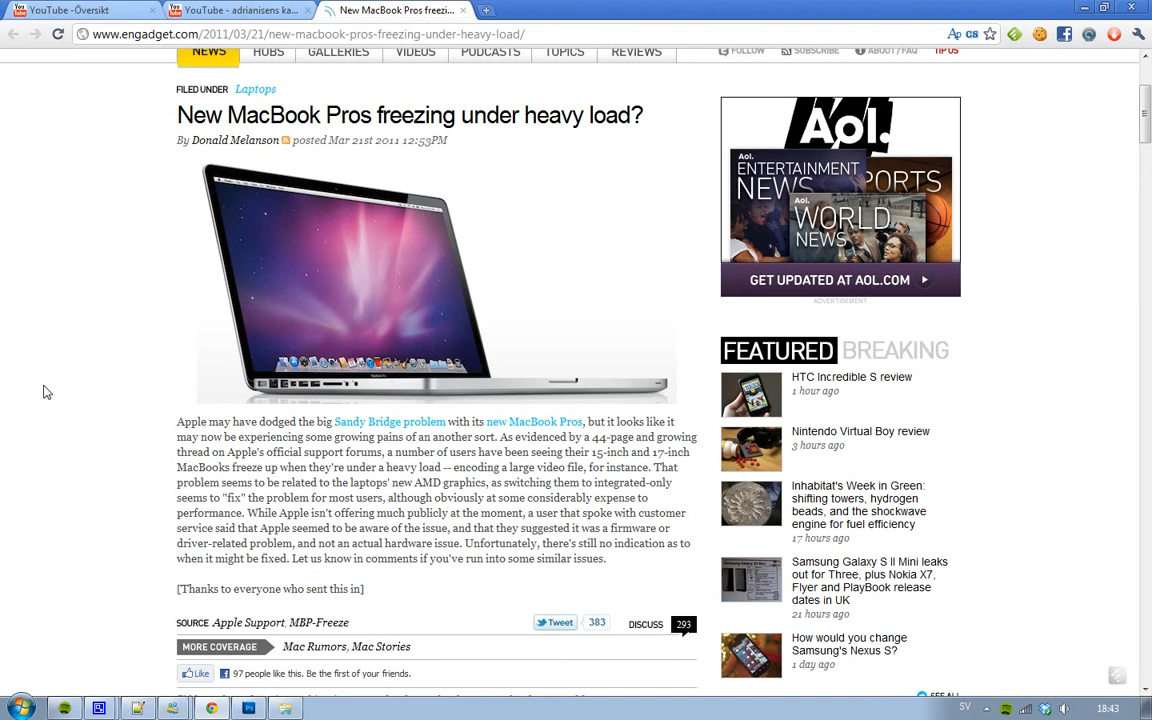 YouTube -Översikt
YouTube - adrianisens ka...
New MacBook Pros freezi...
www.engadget.com/2011/03/21/new-macbook-pros-freezing-under-heavy-load/
NEWS
HUBS
GALLERIES
VIDEOS
PODCASTS
TOPICS
REVIEWS
FOLLOW
SUBSCRIBE
ABOUT / FAQ
TIP US
FILED UNDER Laptops
New MacBook Pros freezing under heavy load?
By Donald Melanson posted Mar 21st 2011 12:53PM
Apple may have dodged the big Sandy Bridge problem with its new MacBook Pros, but it looks like it
may now be experiencing some growing pains of an another sort. As evidenced by a 44-page and growing
thread on Apple's official support forums, a number of users have been seeing their 15-inch and 17-inch
MacBooks freeze up when they're under a heavy load -- encoding a large video file, for instance. That
problem seems to be related to the laptops' new AMD graphics, as switching them to integrated-only
seems to "fix" the problem for most users, although obviously at some considerably expense to
performance. While Apple isn't offering much publicly at the moment, a user that spoke with customer
service said that Apple seemed to be aware of the issue, and that they suggested it was a firmware or
driver-related problem, and not an actual hardware issue. Unfortunately, there's still no indication as to
when it might be fixed. Let us know in comments if you've run into some similar issues.
[Thanks to everyone who sent this in]
SOURCE Apple Support, MBP-Freeze
Tweet 383
DISCUSS 293
MORE COVERAGE Mac Rumors, Mac Stories
Like
97 people like this. Be the first of your friends.
Aol.
Aol.
ENTERTAINMENT
NEWS
PORTS
Aol.
WORLD
NEWS
GET UPDATED AT AOL.COM
ADVERTISEMENT
FEATURED BREAKING
HTC Incredible S review
1 hour ago
Nintendo Virtual Boy review
3 hours ago
Inhabitat's Week in Green:
shifting towers, hydrogen
beads, and the shockwave
engine for fuel efficiency
17 hours ago
Samsung Galaxy S II Mini leaks
out for Three, plus Nokia X7,
Flyer and PlayBook release
dates in UK
21 hours ago
How would you change
Samsung's Nexus S?
1 day ago
SEE ALL
SV
18:43